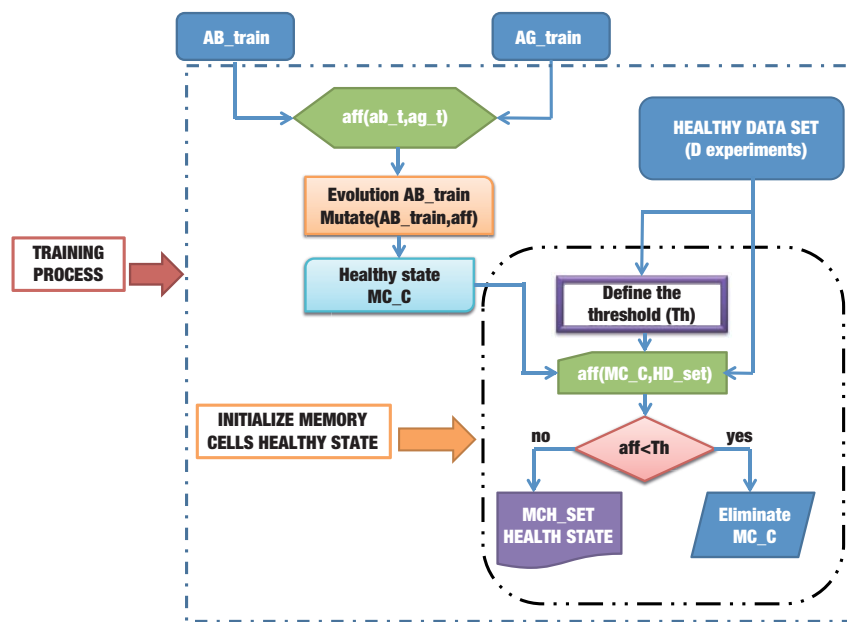 AB_train
AG_train
aff(ab_t,ag_t)
HEALTHY DATA SET
(D experiments)
Evolution AB_train
Mutate(AB_train,aff)
TRAINING
PROCESS
Healthy state
MC_C
Define the
threshold (Th)
aff(MC_C,HD_set)
INITIALIZE MEMORY
CELLS HEALTHY STATE
no
aff<Th
yes
MCH_SET
HEALTH STATE
Eliminate
MC_C